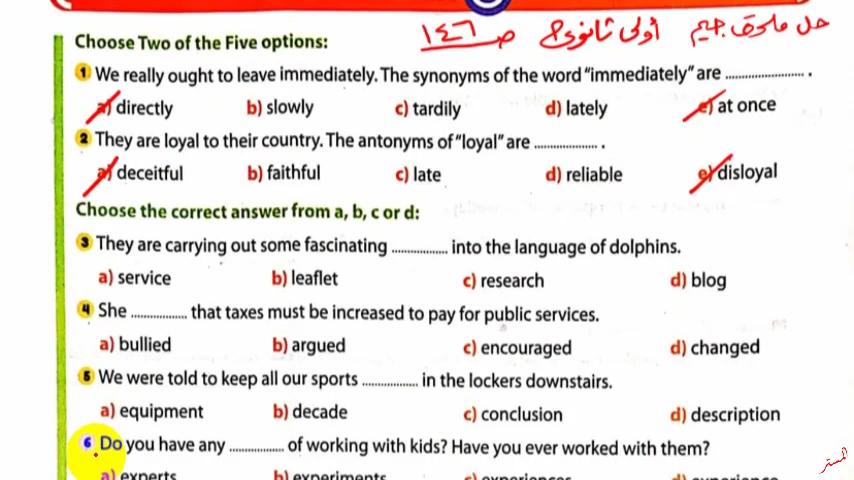 حل ملحق جيم أولى ثانوى ص ١٤٦
Choose Two of the Five options:
1 We really ought to leave immediately. The synonyms of the word "immediately" are ........................ .
a) directly b) slowly c) tardily d) lately e) at once
2 They are loyal to their country. The antonyms of "loyal" are ................... .
a) deceitful b) faithful c) late d) reliable e) disloyal
Choose the correct answer from a, b, c or d:
3 They are carrying out some fascinating ................ into the language of dolphins.
a) service b) leaflet c) research d) blog
4 She ................ that taxes must be increased to pay for public services.
a) bullied b) argued c) encouraged d) changed
5 We were told to keep all our sports ................ in the lockers downstairs.
a) equipment b) decade c) conclusion d) description
6 Do you have any ................ of working with kids? Have you ever worked with them?
a) experts b) experiments c) experiences d) experience